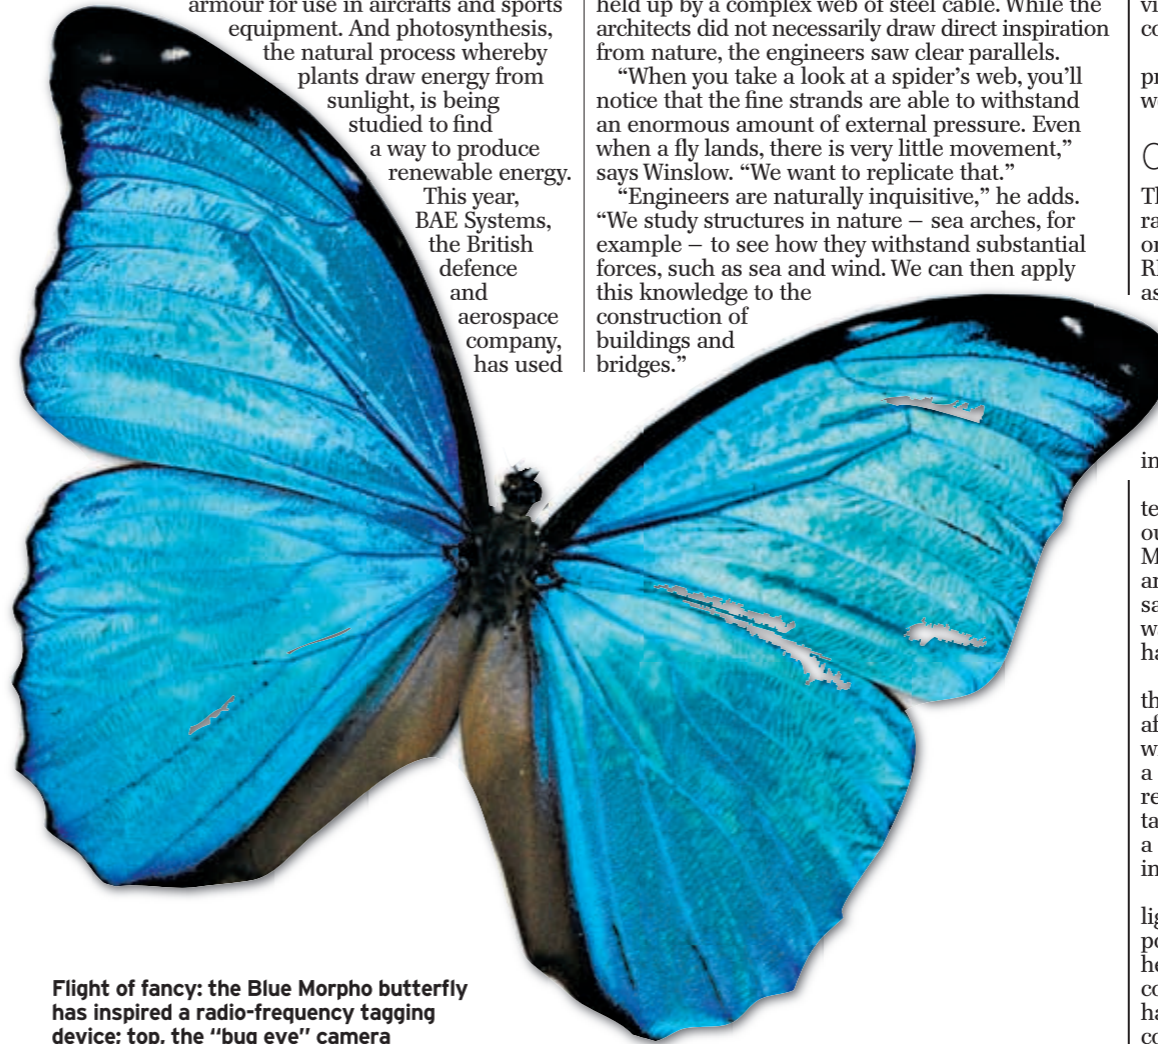 armour for use in aircrafts and sports
equipment. And photosynthesis,
the natural process whereby
plants draw energy from
sunlight, is being
studied to find
a way to produce
renewable energy.
This year,
BAE Systems,
the British
defence
and
aerospace
company,
has used
held up by a complex web of steel cable. While the
architects did not necessarily draw direct inspiration
from nature, the engineers saw clear parallels.
“When you take a look at a spider’s web, you’ll
notice that the fine strands are able to withstand
an enormous amount of external pressure. Even
when a fly lands, there is very little movement,”
says Winslow. “We want to replicate that.”
“Engineers are naturally inquisitive,” he adds.
“We study structures in nature – sea arches, for
example – to see how they withstand substantial
forces, such as sea and wind. We can then apply
this knowledge to the
construction of
buildings and
bridges.”
Flight of fancy: the Blue Morpho butterfly
has inspired a radio-frequency tagging
device; top, the “bug eye” camera